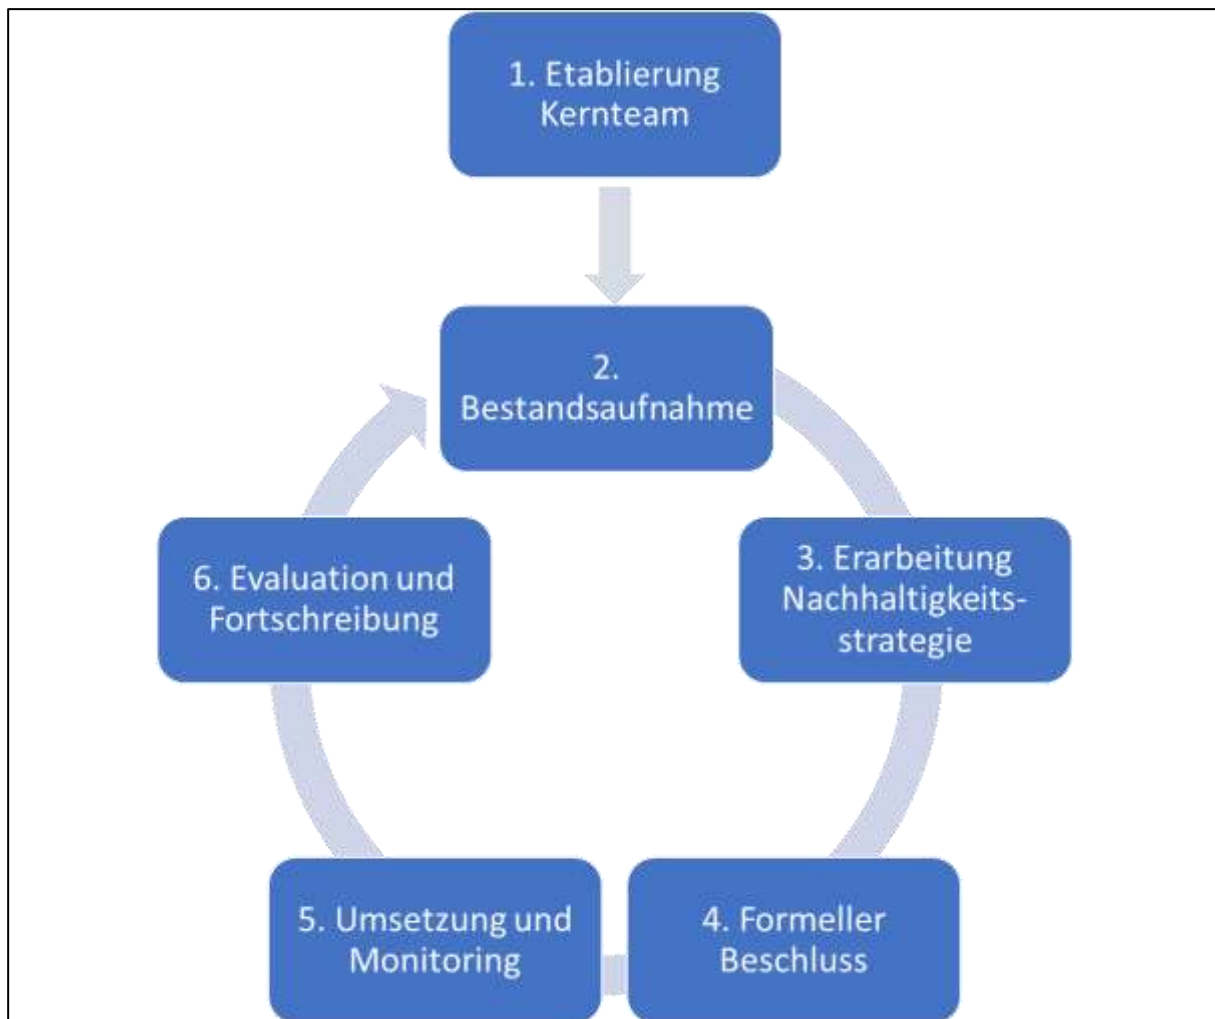 1. Etablierung
Kernteam
2.
Bestandsaufnahme
3. Erarbeitung
Nachhaltigkeits-
strategie
4. Formeller
Beschluss
5. Umsetzung und
Monitoring
6. Evaluation und
Fortschreibung